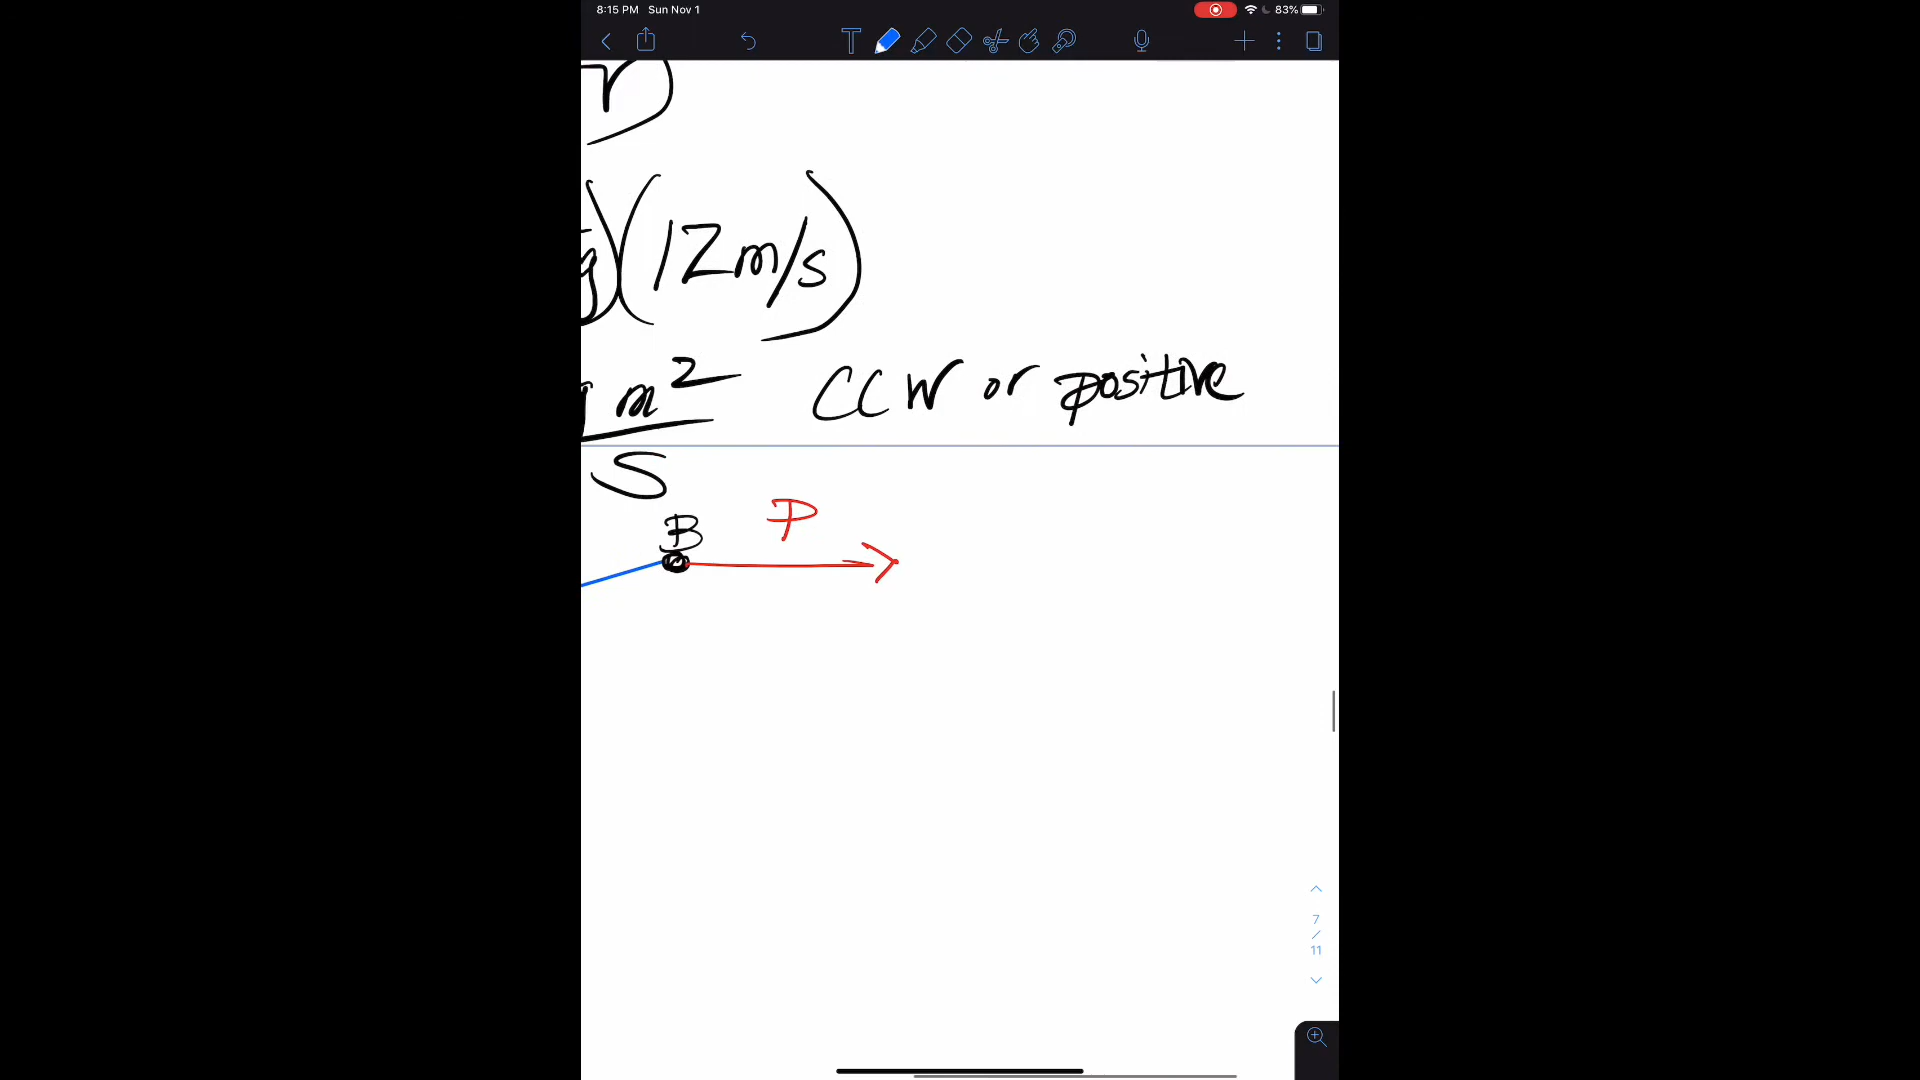 8:15 PM Sun Nov 1 83%
T
r)
g)(12m/s)
m² CCW or positive
S
B P
7
/
11